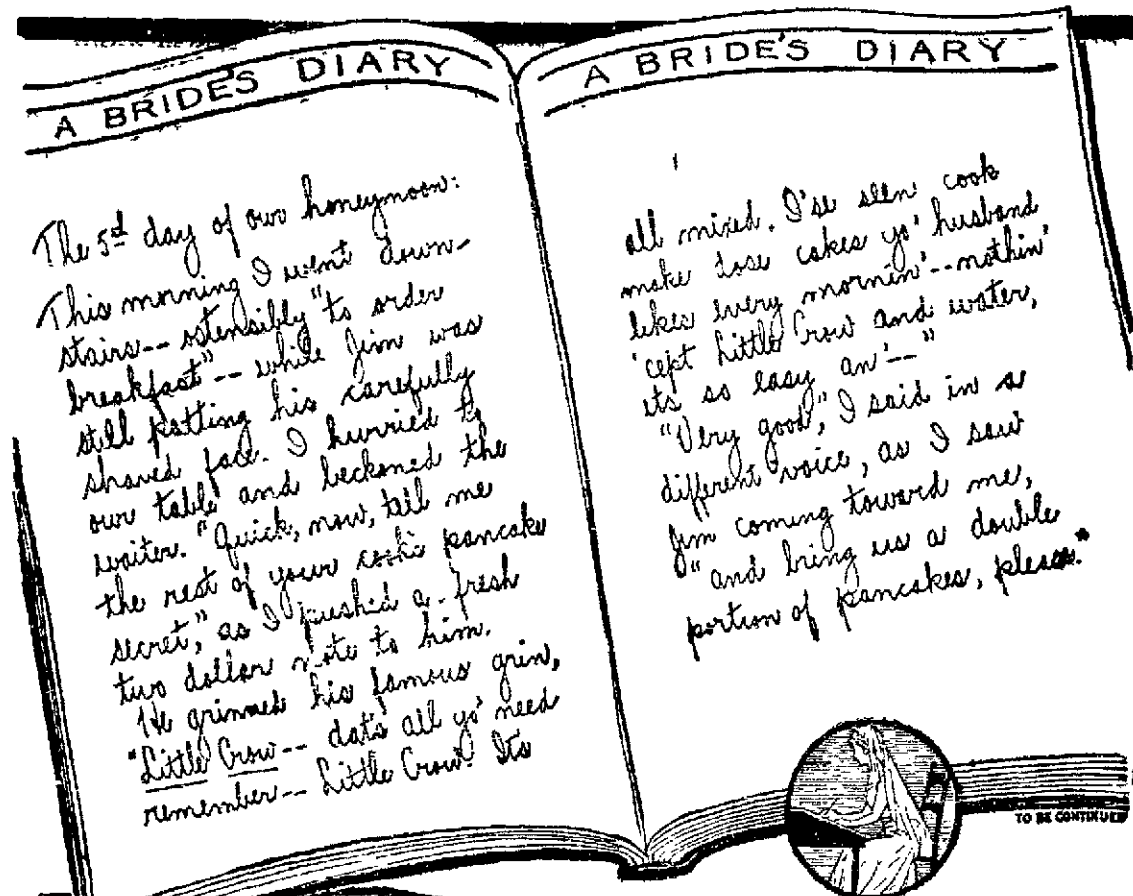 A BRIDE'S DIARY
The 5d day of our honeymoon:
This morning I went down-
stairs-- ostensibly "to order
breakfast"-- while Jim was
still patting his carefully
shaved face. I hurried to
our table and beckoned the
waiter. "Quick, now, tell me
the rest of your cook's pancake
secret," as I pushed a fresh
two dollar note to him.
He grinned his famous grin,
"Little Crow-- dat's all yo' need
remember-- Little Crow. Its
A BRIDE'S DIARY
all mixed. I'se seen cook
make dose cakes yo' husband
likes every mornin'--nothin'
'cept Little Crow and water,
its so easy an'--"
"Very good", I said in a
different voice, as I saw
Jim coming toward me,
"and bring us a double
portion of pancakes, please."
TO BE CONTINUED